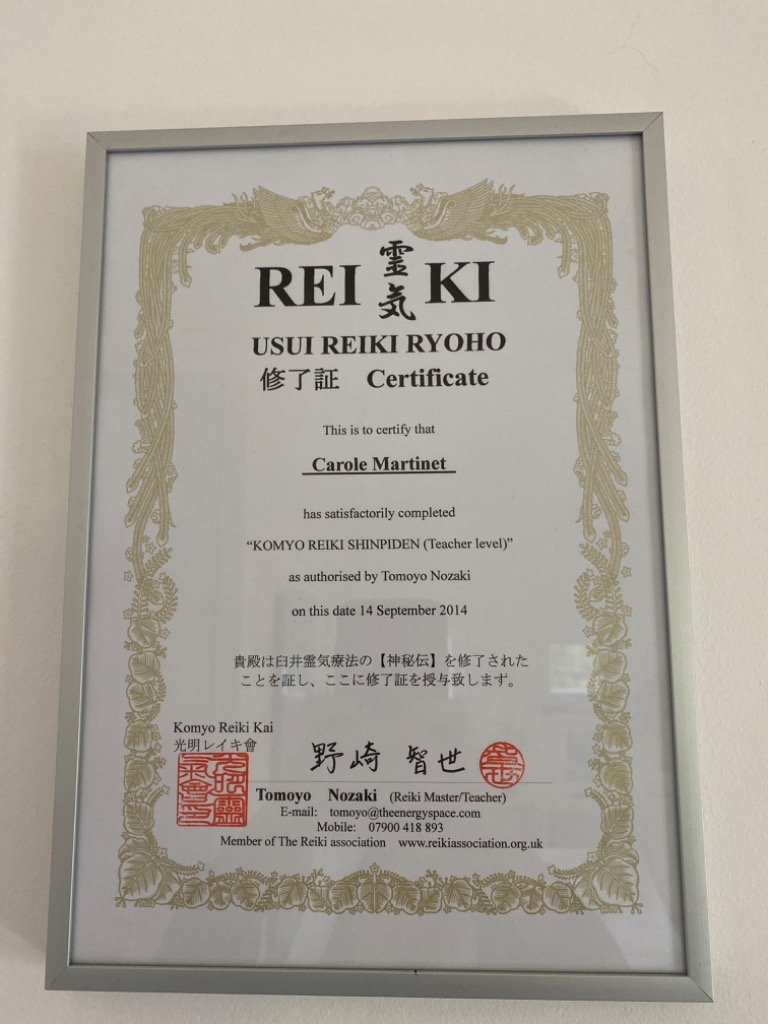 REI 霊気 KI
USUI REIKI RYOHO
修了証 Certificate
This is to certify that
Carole Martinet
has satisfactorily completed
“KOMYO REIKI SHINPIDEN (Teacher level)”
as authorised by Tomoyo Nozaki
on this date 14 September 2014
貴殿は臼井霊気療法の【神秘伝】を修了された
ことを証し、ここに修了証を授与致します。
Komyo Reiki Kai
光明レイキ會
野崎 智世
Tomoyo Nozaki (Reiki Master/Teacher)
E-mail: tomoyo@theenergyspace.com
Mobile: 07900 418 893
Member of The Reiki association www.reikiassociation.org.uk